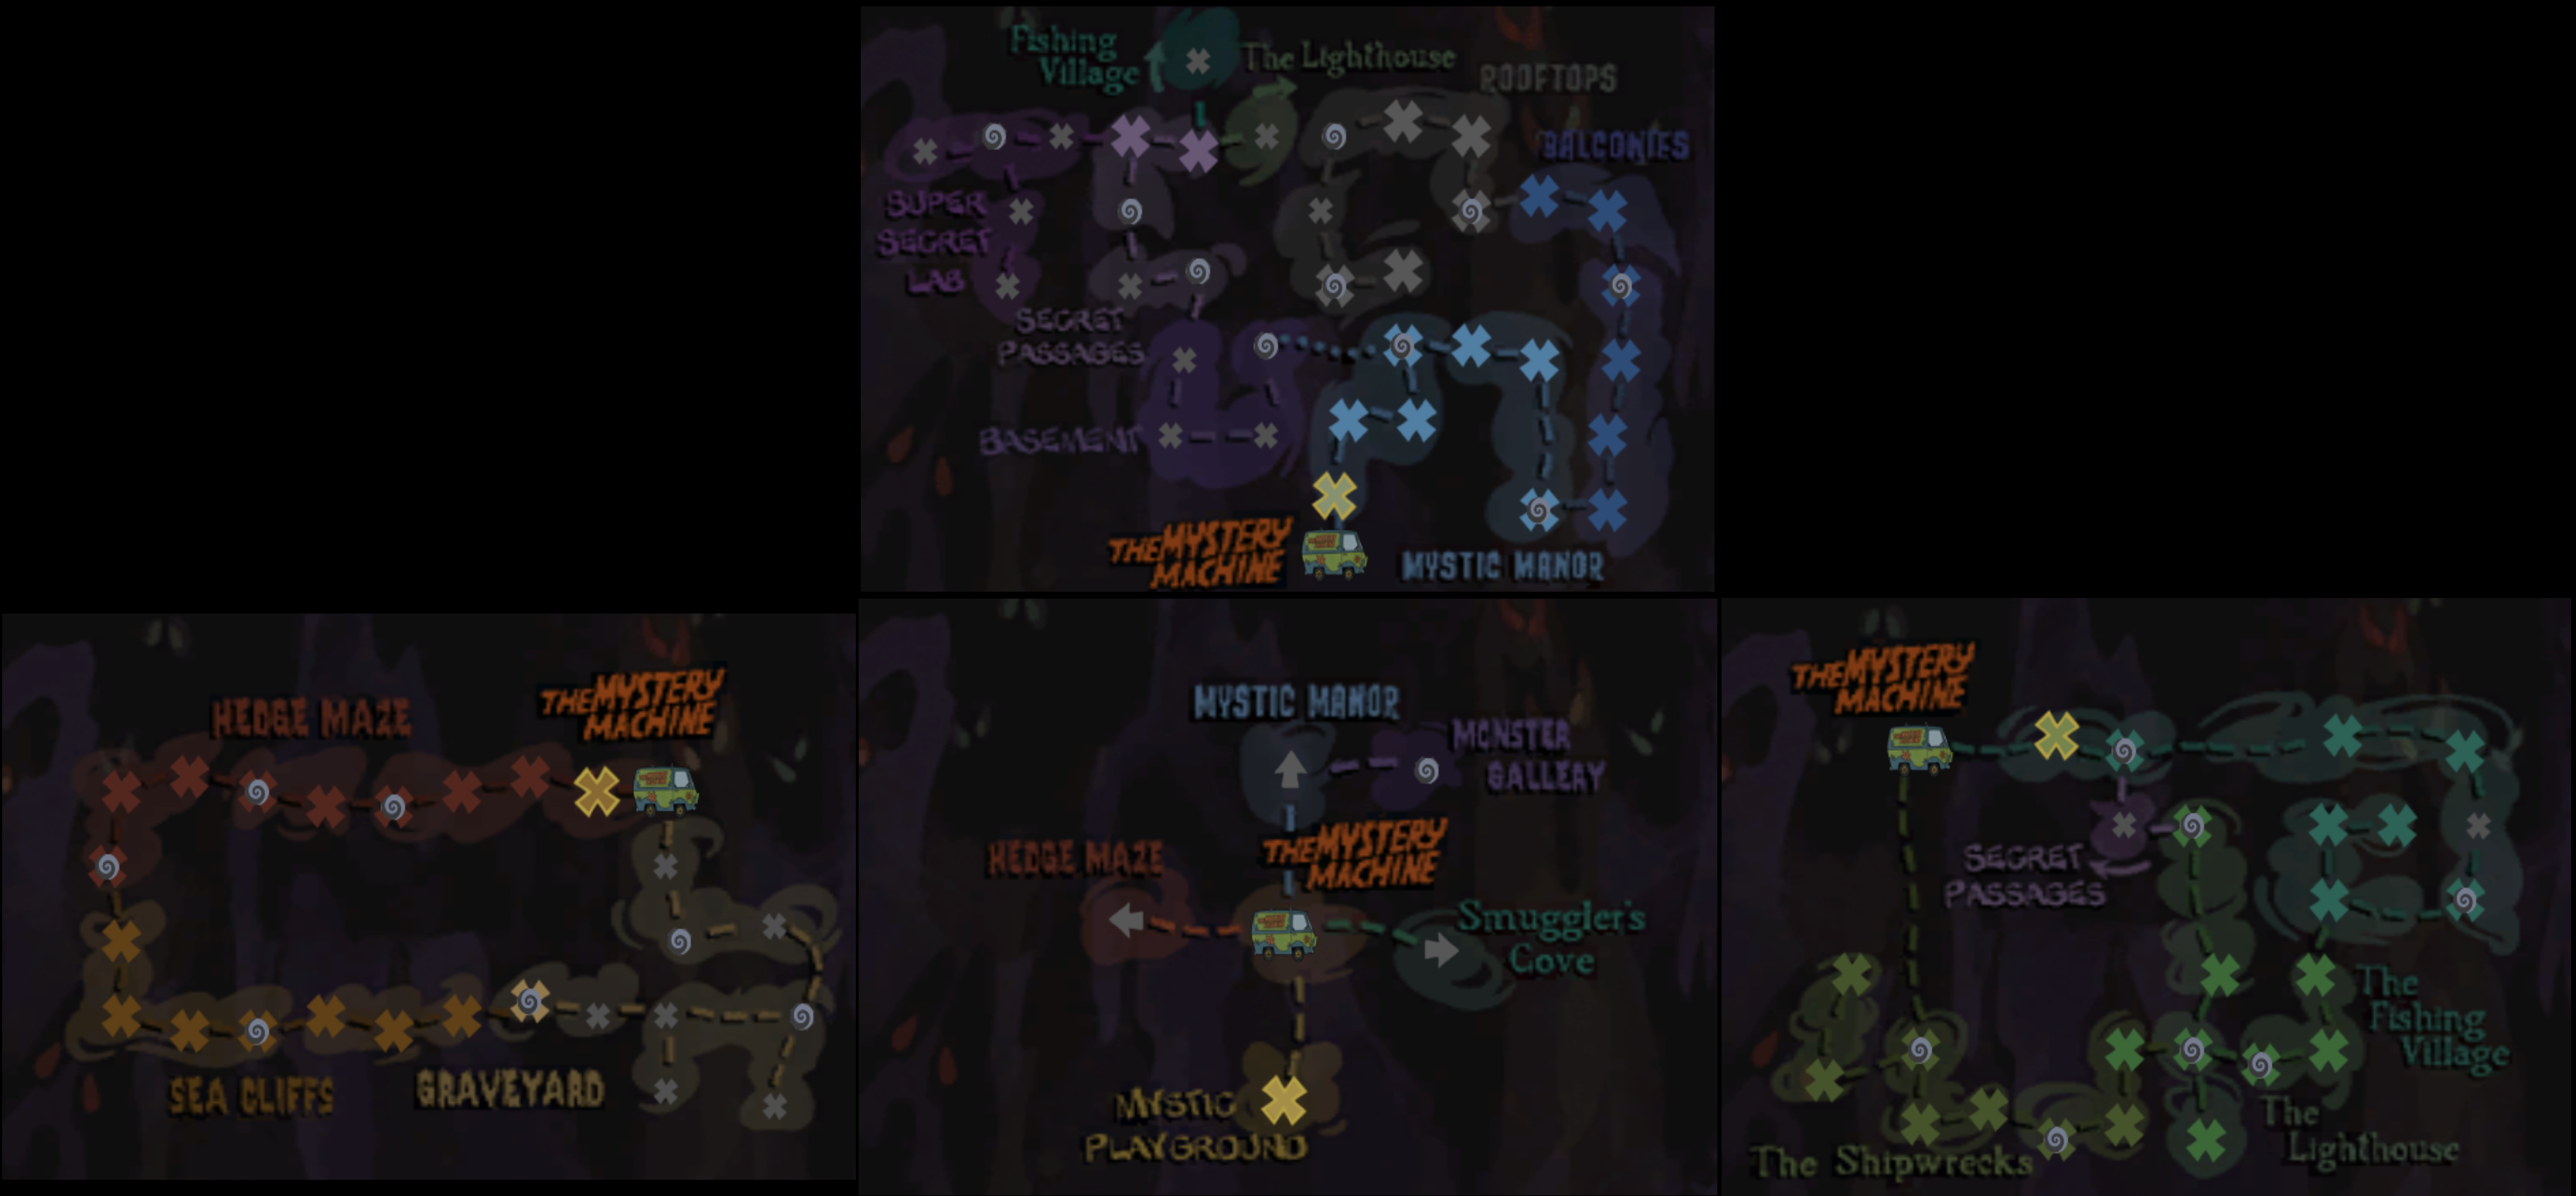 Fishing
Village
The Lighthouse
ROOFTOPS
BALCONIES
SUPER
SECRET
LAB
SECRET
PASSAGES
BASEMENT
THE MYSTERY
MACHINE
MYSTIC MANOR
HEDGE MAZE
THE MYSTERY
MACHINE
SEA CLIFFS
GRAVEYARD
MYSTIC MANOR
MONSTER
GALLERY
HEDGE MAZE
THE MYSTERY
MACHINE
Smuggler's
Cove
MYSTIC
PLAYGROUND
THE MYSTERY
MACHINE
SECRET
PASSAGES
The
Fishing
Village
The
Lighthouse
The Shipwrecks